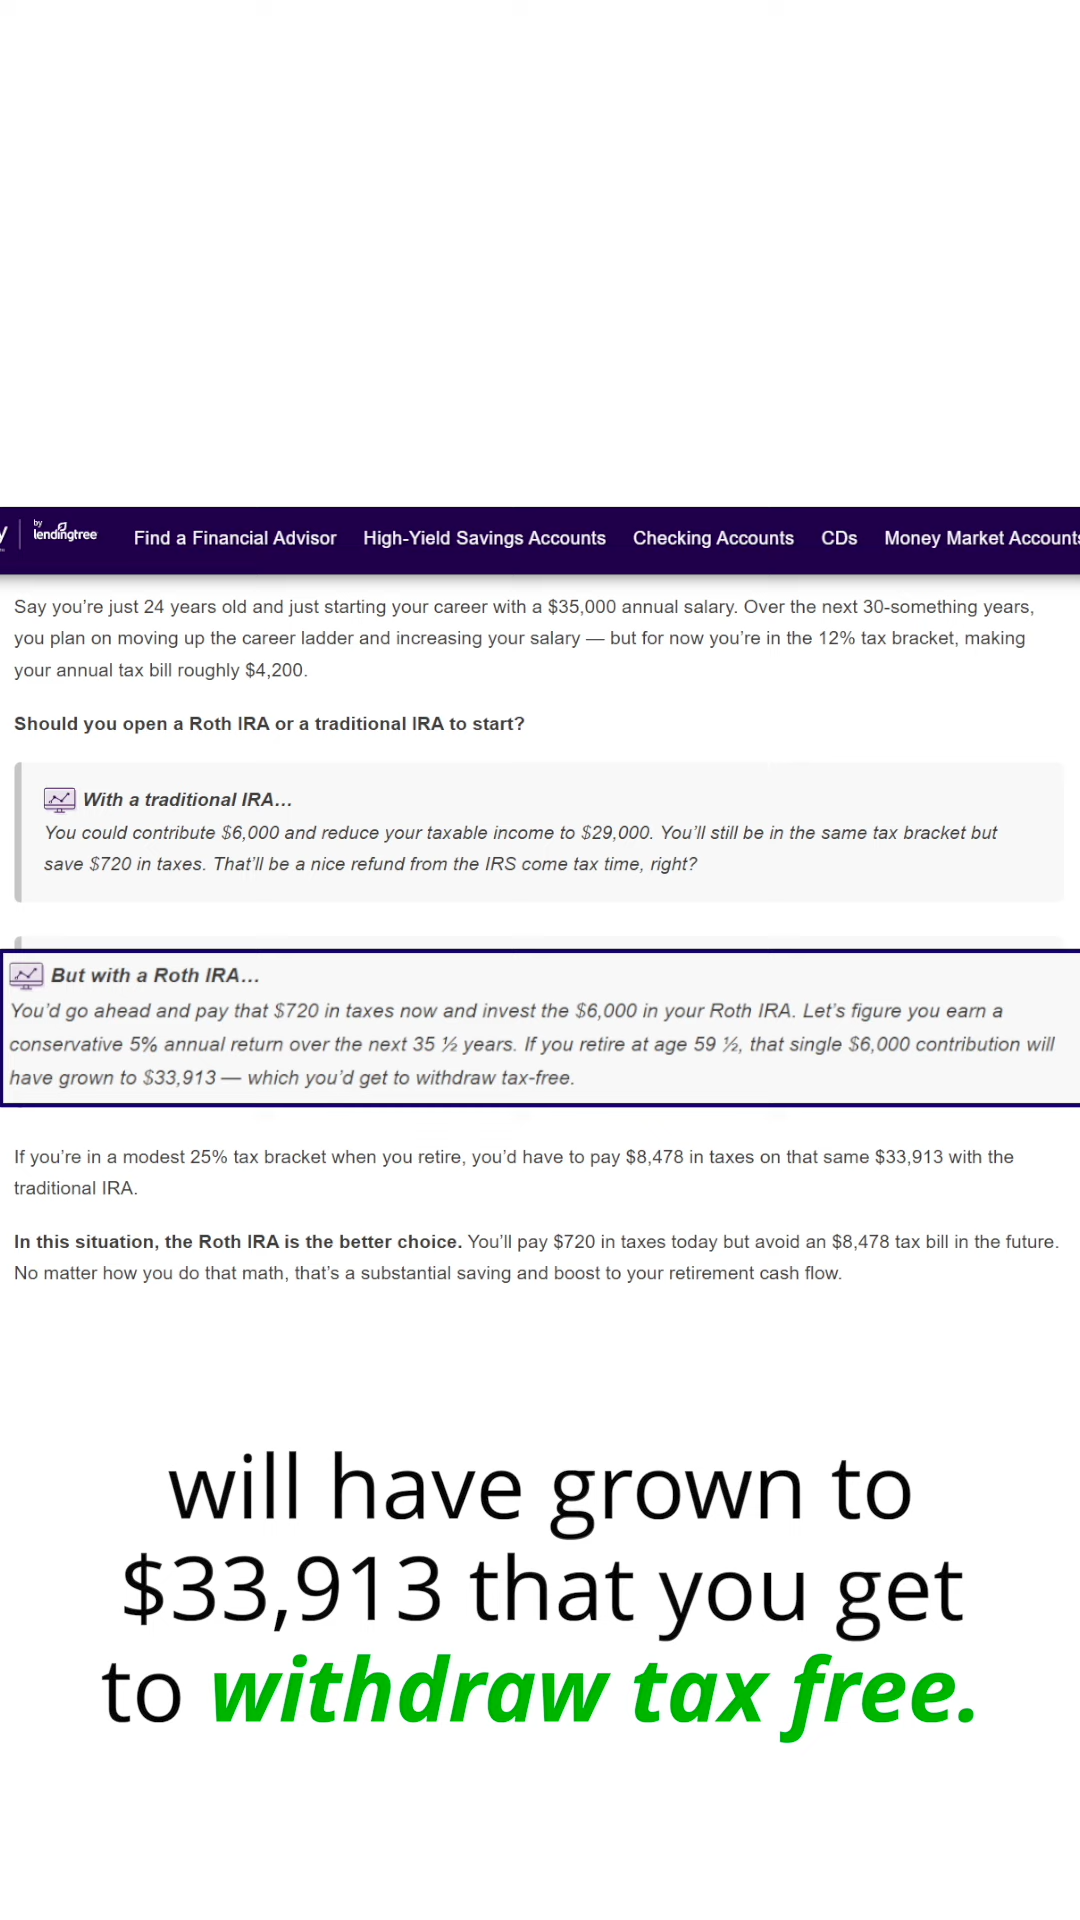 by
lendingtree
Find a Financial Advisor High-Yield Savings Accounts Checking Accounts CDs Money Market Accounts
Say you're just 24 years old and just starting your career with a $35,000 annual salary. Over the next 30-something years,
you plan on moving up the career ladder and increasing your salary — but for now you're in the 12% tax bracket, making
your annual tax bill roughly $4,200.
Should you open a Roth IRA or a traditional IRA to start?
With a traditional IRA...
You could contribute $6,000 and reduce your taxable income to $29,000. You'll still be in the same tax bracket but
save $720 in taxes. That'll be a nice refund from the IRS come tax time, right?
But with a Roth IRA...
You'd go ahead and pay that $720 in taxes now and invest the $6,000 in your Roth IRA. Let's figure you earn a
conservative 5% annual return over the next 35 ½ years. If you retire at age 59 ½, that single $6,000 contribution will
have grown to $33,913 — which you'd get to withdraw tax-free.
If you're in a modest 25% tax bracket when you retire, you'd have to pay $8,478 in taxes on that same $33,913 with the
traditional IRA.
In this situation, the Roth IRA is the better choice. You'll pay $720 in taxes today but avoid an $8,478 tax bill in the future.
No matter how you do that math, that's a substantial saving and boost to your retirement cash flow.
will have grown to
$33,913 that you get
to withdraw tax free.